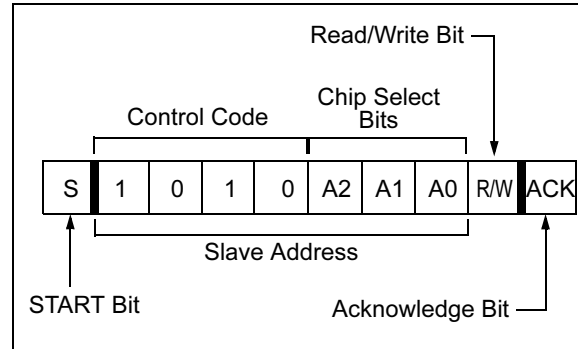 Read/Write Bit
Chip Select
Control Code Bits
S 1 0 1 0 A2 A1 A0 R/W ACK
Slave Address
START Bit
Acknowledge Bit